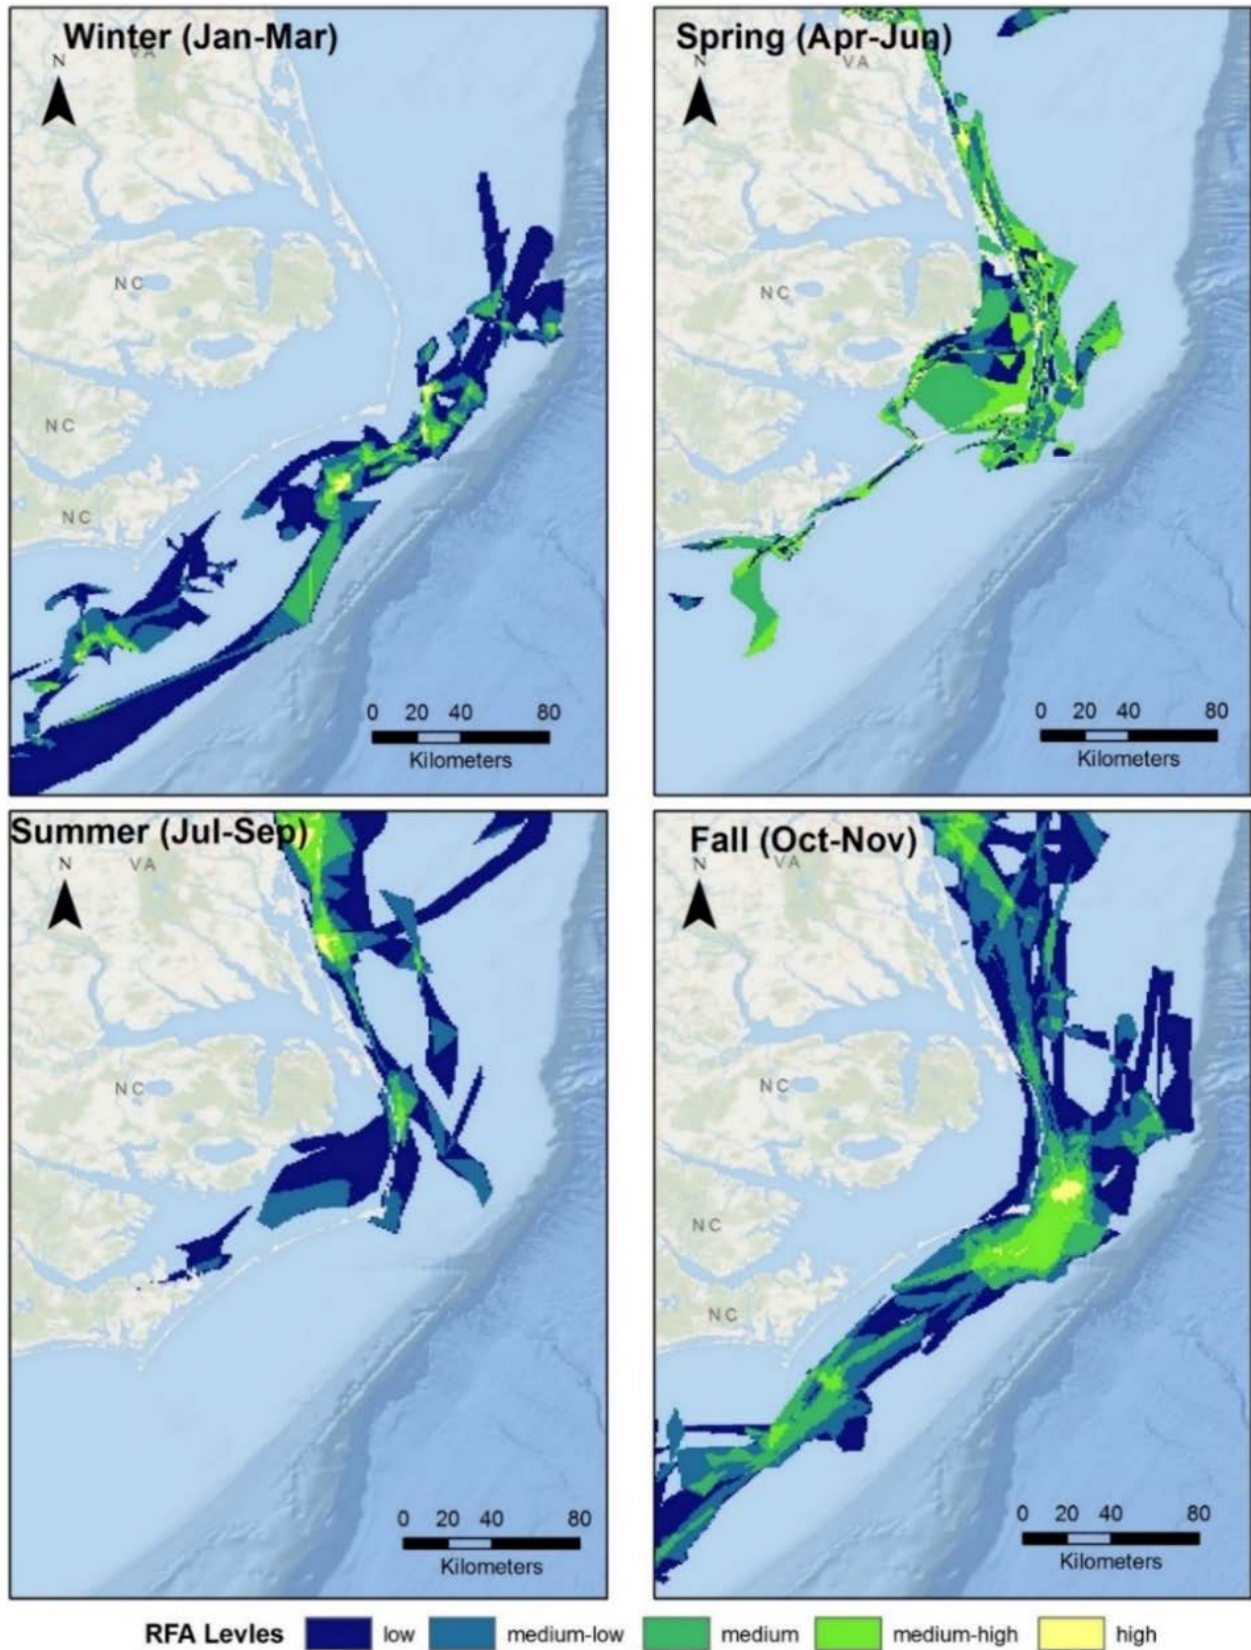 Winter (Jan-Mar)
N
VA
NC
NC
NC
0 20 40 80
Kilometers
Spring (Apr-Jun)
N
VA
NC
0 20 40 80
Kilometers
Summer (Jul-Sep)
N
VA
NC
0 20 40 80
Kilometers
Fall (Oct-Nov)
N
VA
NC
NC
NC
0 20 40 80
Kilometers
RFA Levles low medium-low medium medium-high high